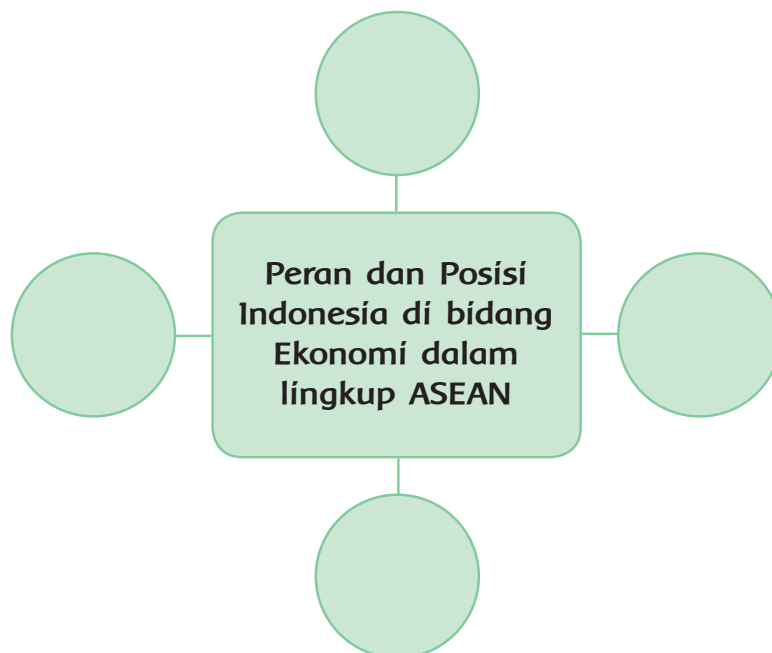 Peran dan Posisi
Indonesia di bidang
Ekonomi dalam
lingkup ASEAN